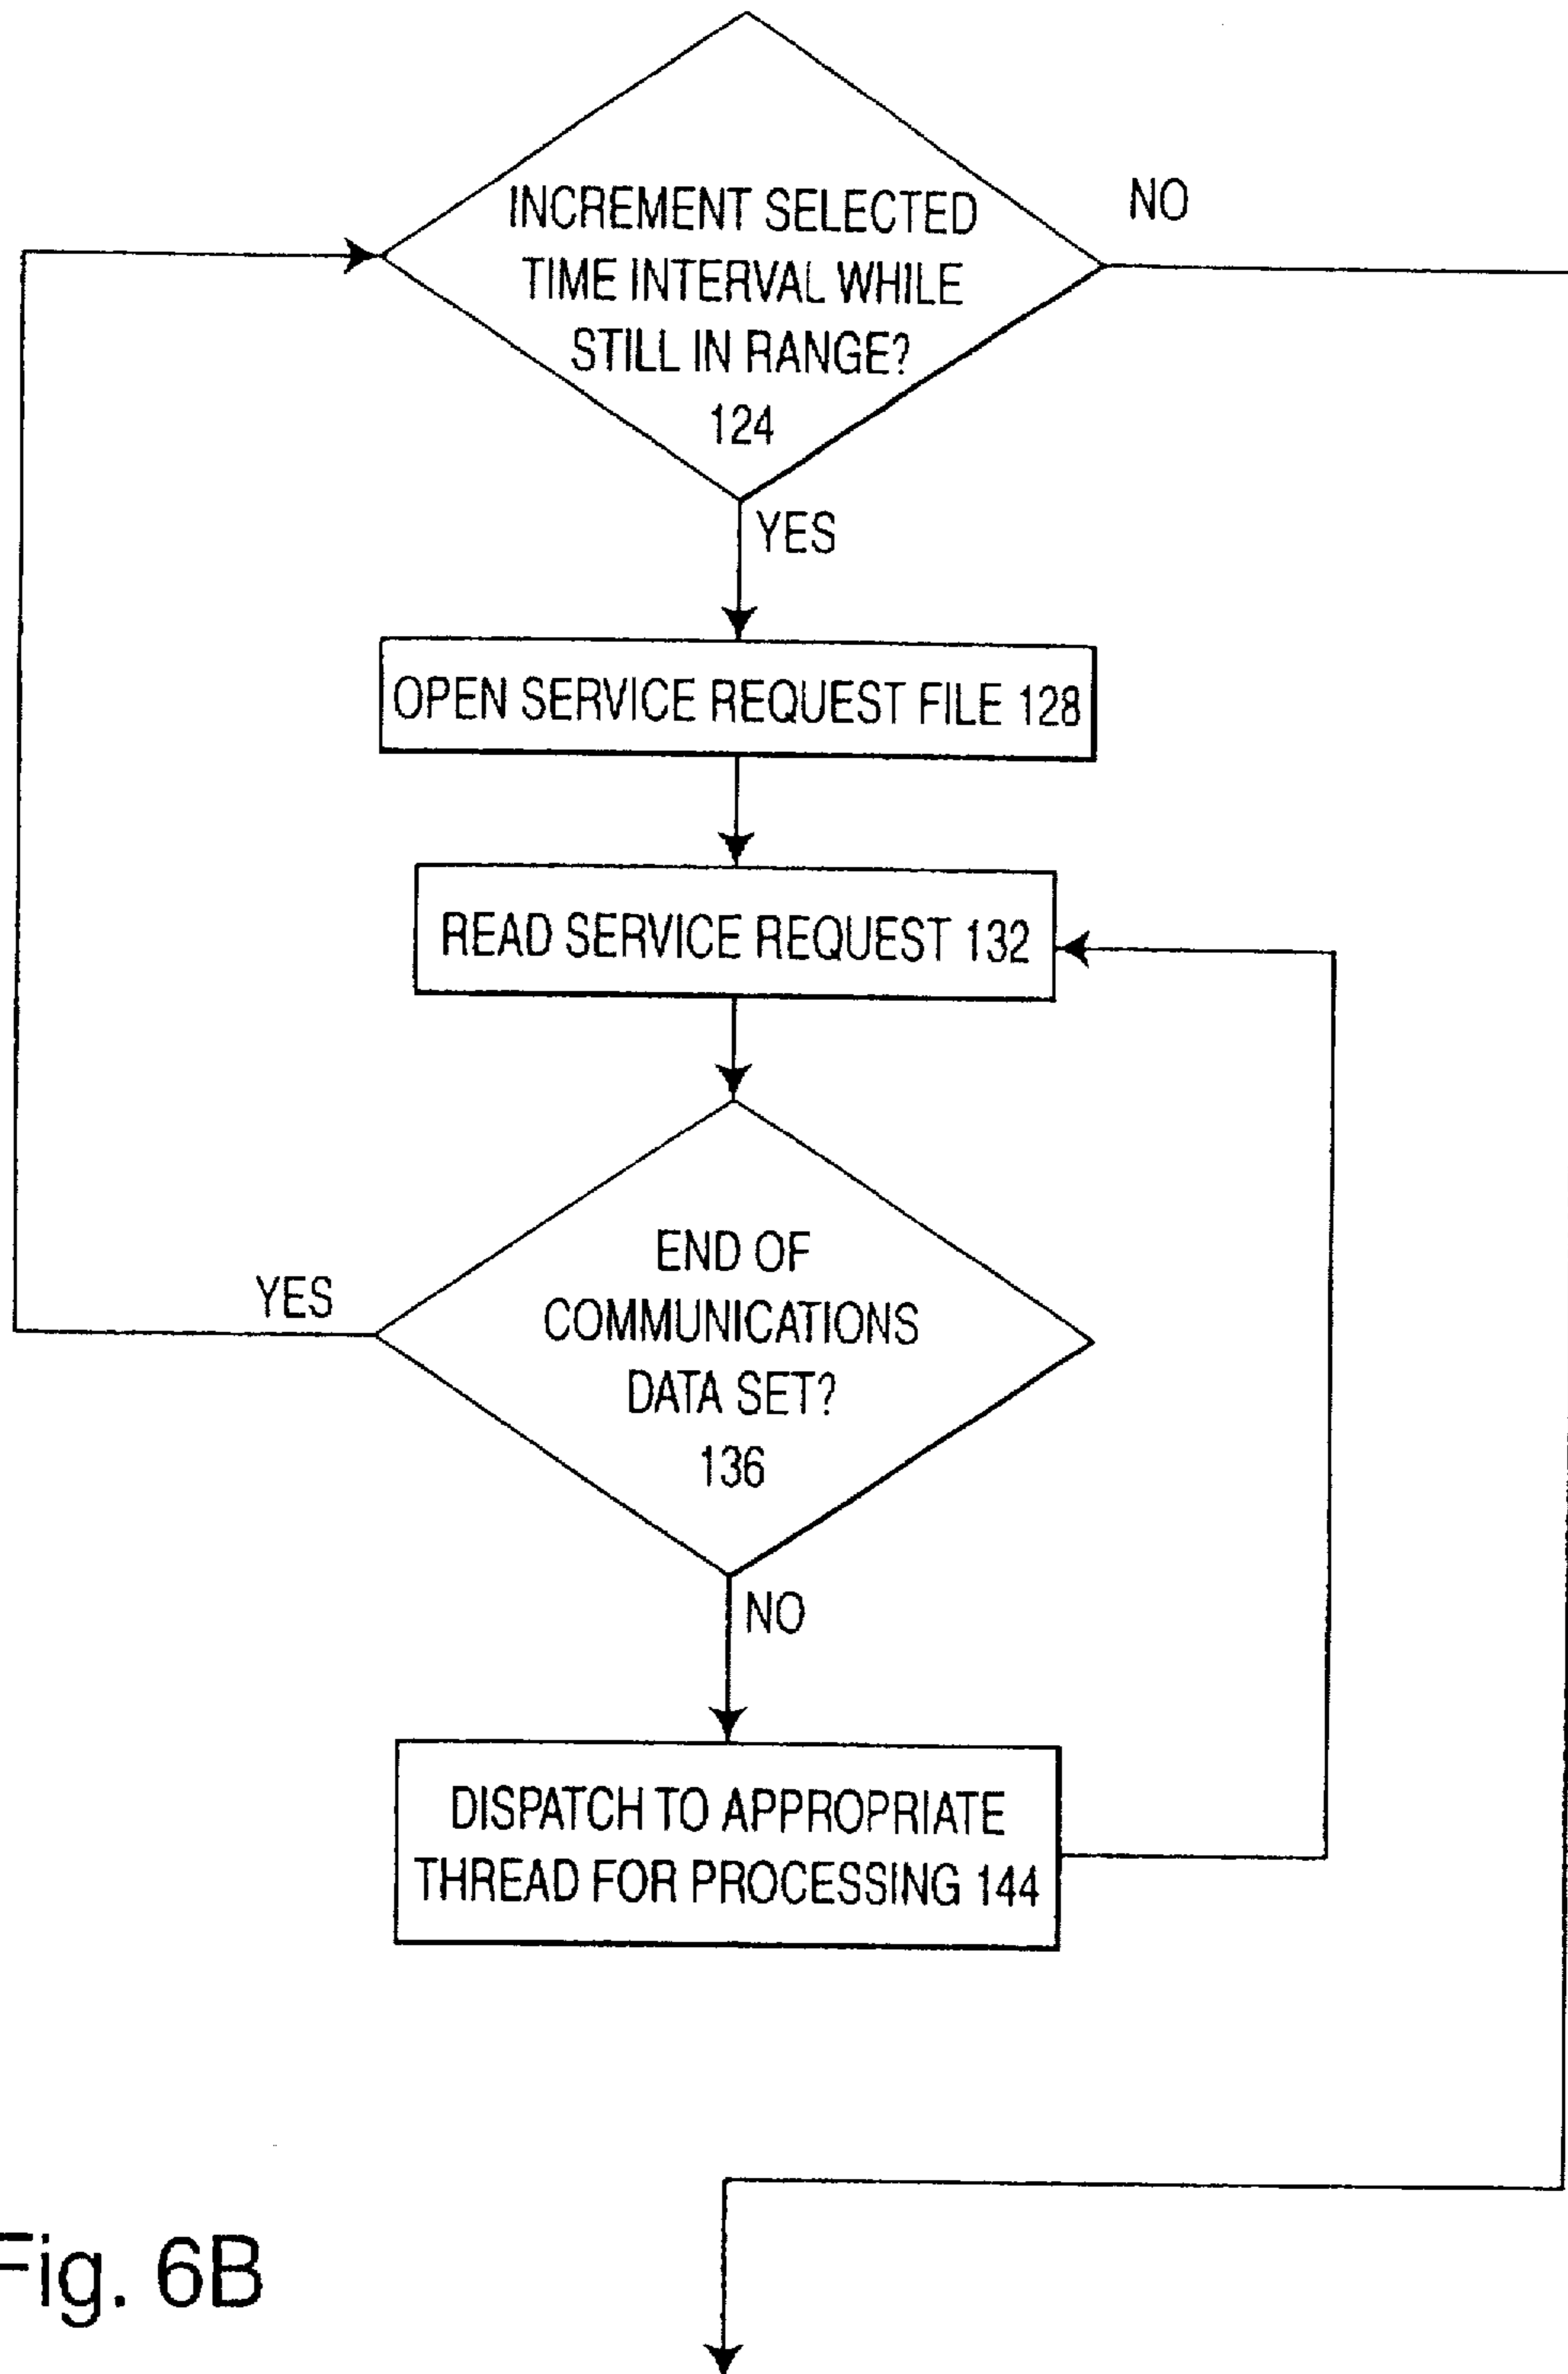 INCREMENT SELECTED
TIME INTERVAL WHILE
STILL IN RANGE?
124
NO
YES
OPEN SERVICE REQUEST FILE 128
READ SERVICE REQUEST 132
END OF
COMMUNICATIONS
DATA SET?
136
YES
NO
DISPATCH TO APPROPRIATE
THREAD FOR PROCESSING 144
Fig. 6B